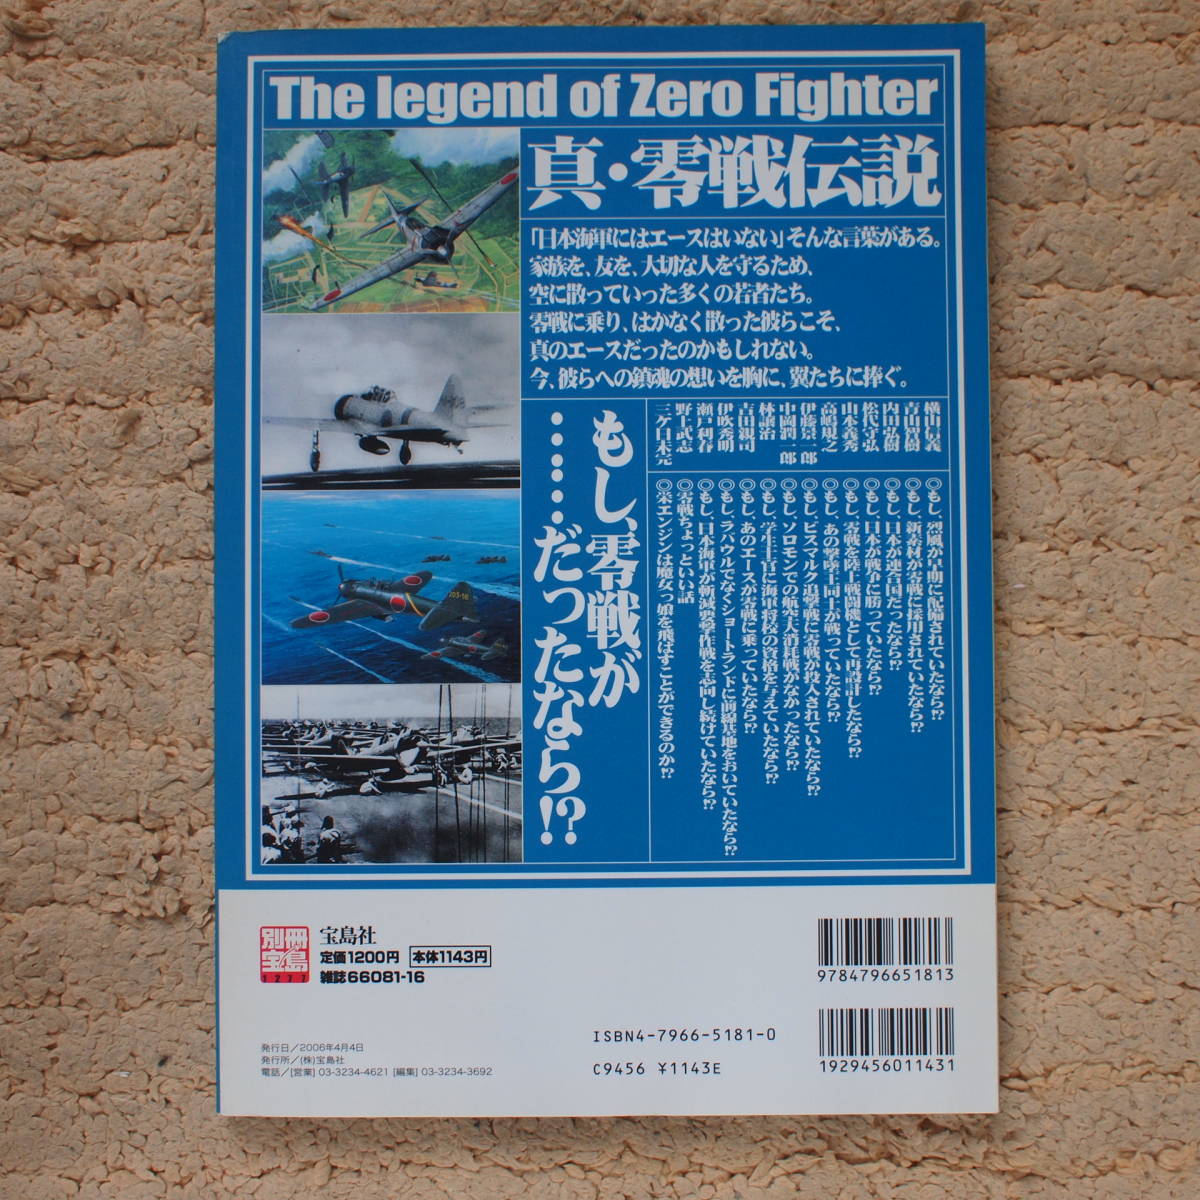 The legend of Zero Fighter
真・零戦伝説
「日本海軍にはエースはいない」そんな言葉がある。
家族を、友を、大切な人を守るため、
空に散っていった多くの若者たち。
零戦に乗り、はかなく散った彼らこそ、
真のエースだったのかもしれない。
今、彼らへの鎮魂の想いを胸に、翼たちに捧ぐ。
横山信義
青山智樹
内田弘樹
松代守弘
山本義秀
高嶋規之
伊藤景一郎
中岡潤一郎
林譲治
吉田親司
伊吹秀明
瀬戸利春
野上武志
三ケ日未完
◎もし、烈風が早期に配備されていたなら!?
◎もし、新素材が零戦に採用されていたなら!?
◎もし、日本が連合国だったなら!?
◎もし、日本が戦争に勝っていたなら!?
◎もし、零戦を陸上戦闘機として再設計したなら!?
◎もし、あの撃墜王同士が戦っていたなら!?
◎もし、ビスマルク追撃戦に零戦が投入されていたなら!?
◎もし、ソロモンでの航空大消耗戦がなかったなら!?
◎もし、学生士官に海軍将校の資格を与えていたなら!?
◎もし、あのエースが零戦に乗っていたなら!?
◎もし、ラバウルでなくショートランドに前線基地をおいていたなら!?
◎もし、日本海軍が漸減邀撃作戦を志向し続けていたなら!?
◎零戦ちょっといい話
◎栄エンジンは魔女っ娘を飛ばすことができるのか!?
もし、零戦が
……だったなら!?
203-16
別冊
宝島
1277
宝島社
定価1200円 本体1143円
雑誌66081-16
発行日／2006年4月4日
発行所／(株)宝島社
電話／[営業] 03-3234-4621 [編集] 03-3234-3692
9784796651813
ISBN4-7966-5181-0
C9456 ¥1143E
1929456011431